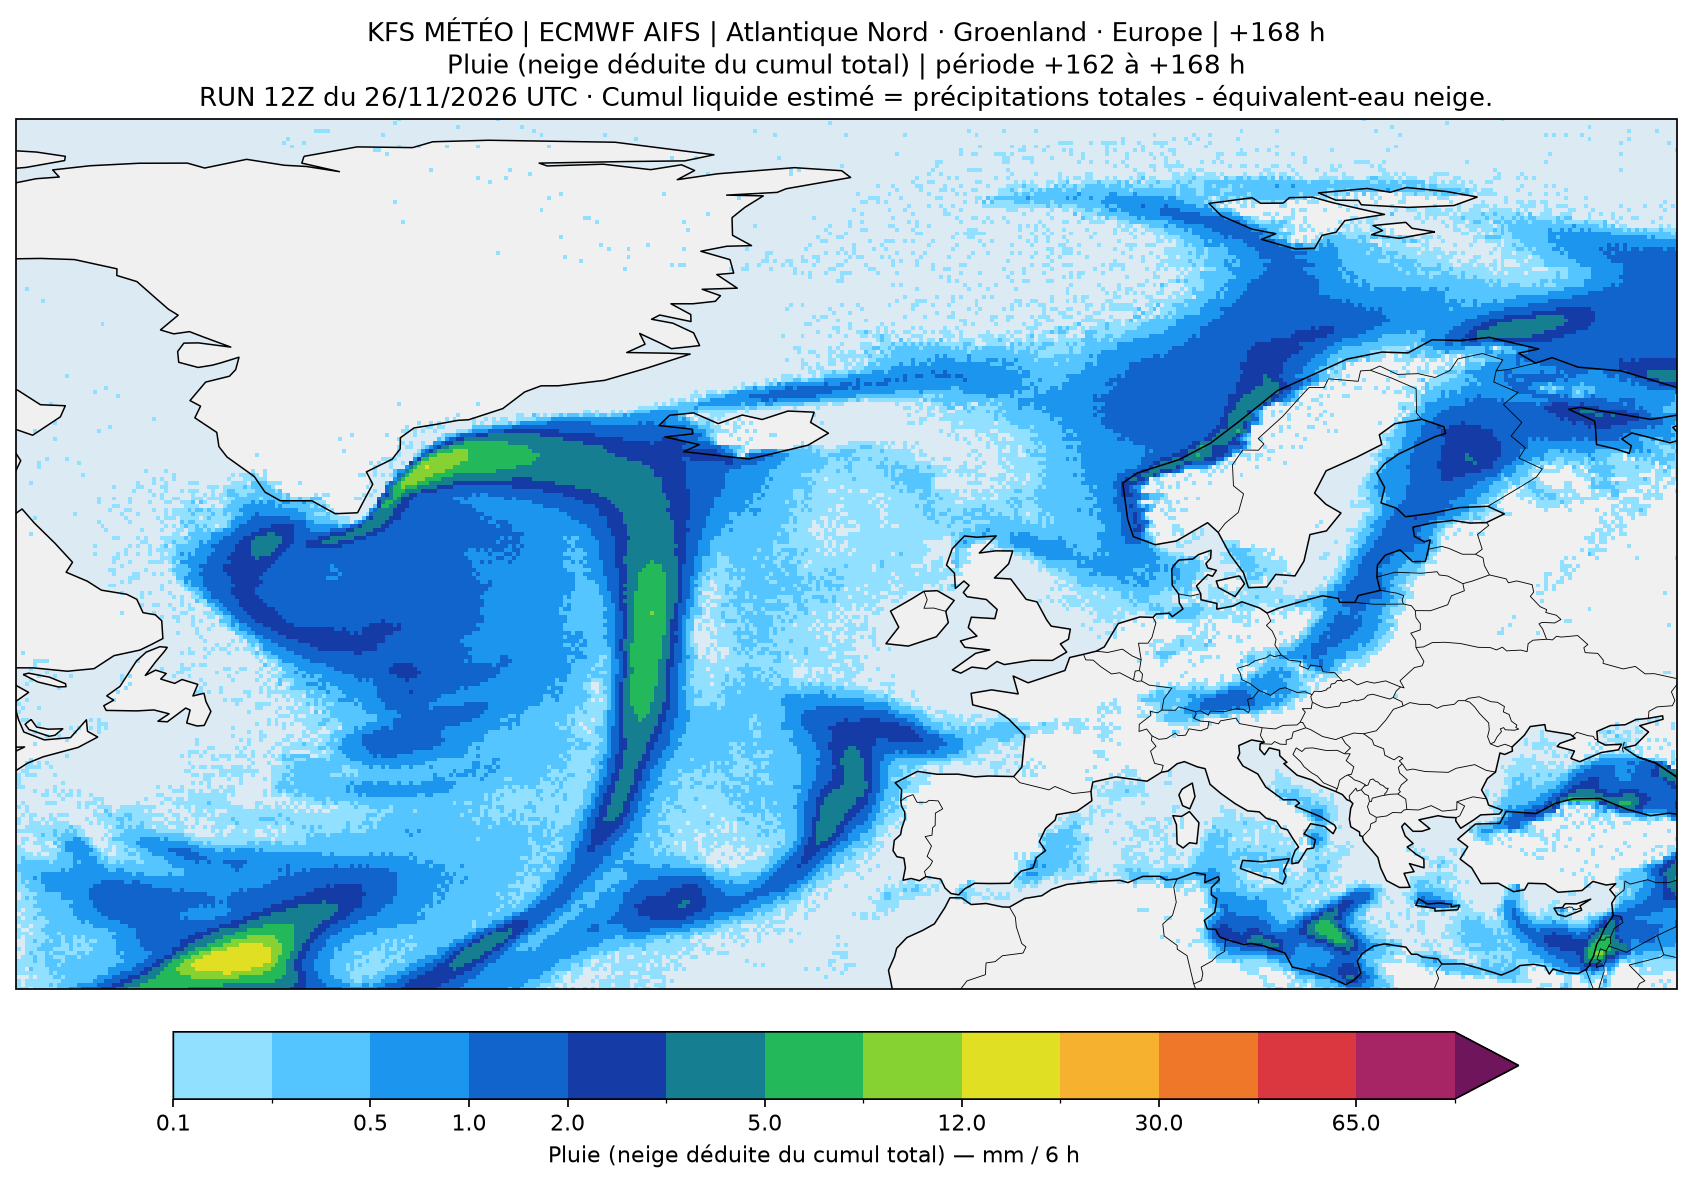 KFS MÉTÉO | ECMWF AIFS | Atlantique Nord · Groenland · Europe | +168 h
Pluie (neige déduite du cumul total) | période +162 à +168 h
RUN 12Z du 26/11/2026 UTC · Cumul liquide estimé = précipitations totales - équivalent-eau neige.
0.1 0.5 1.0 2.0 5.0 12.0 30.0 65.0
Pluie (neige déduite du cumul total) — mm / 6 h